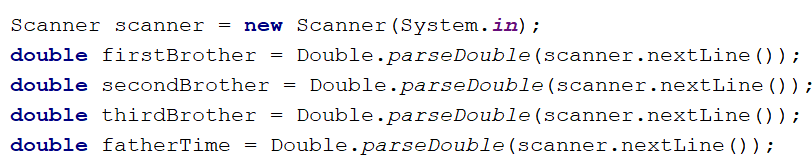 Scanner scanner = new Scanner(System.in);
double firstBrother = Double.parseDouble(scanner.nextLine());
double secondBrother = Double.parseDouble(scanner.nextLine());
double thirdBrother = Double.parseDouble(scanner.nextLine());
double fatherTime = Double.parseDouble(scanner.nextLine());